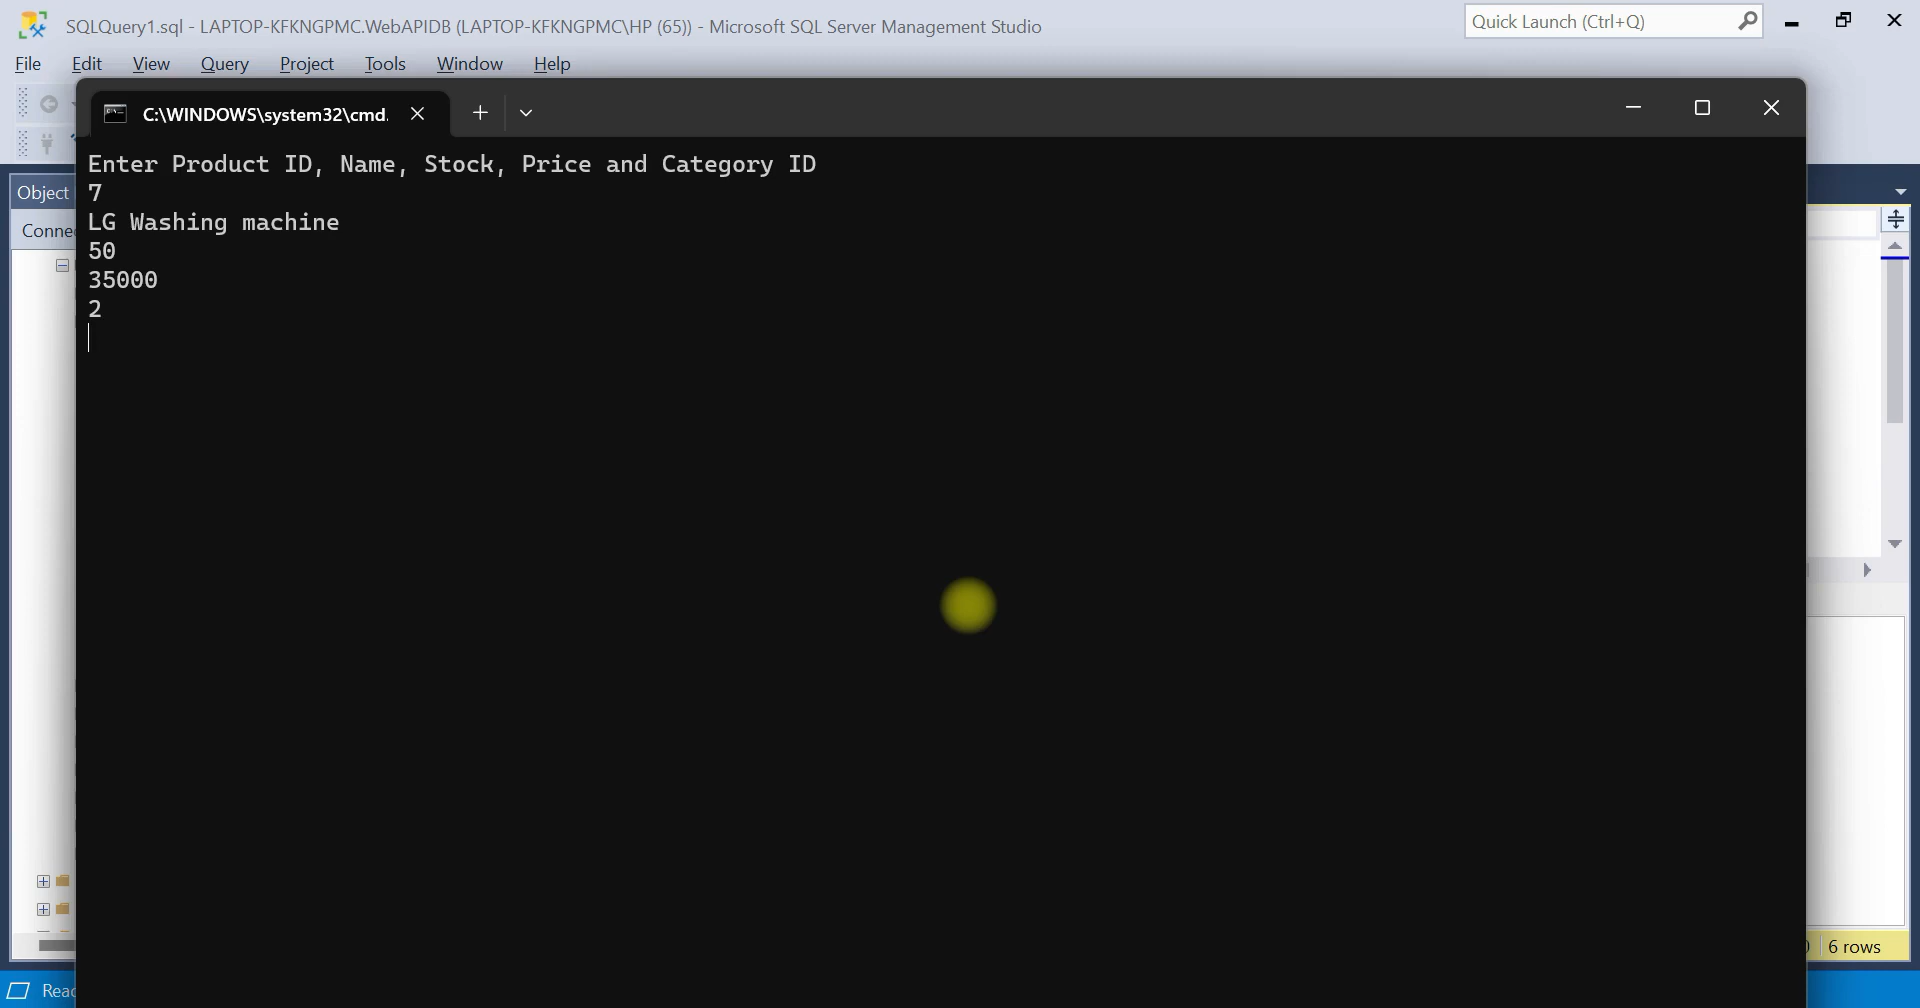 SQLQuery1.sql - LAPTOP-KFKNGPMC.WebAPIDB (LAPTOP-KFKNGPMC\HP (65)) - Microsoft SQL Server Management Studio
Quick Launch (Ctrl+Q)
File Edit View Query Project Tools Window Help
C:\WINDOWS\system32\cmd.
Enter Product ID, Name, Stock, Price and Category ID
7
LG Washing machine
50
35000
2
Object
Conne
6 rows
Reac